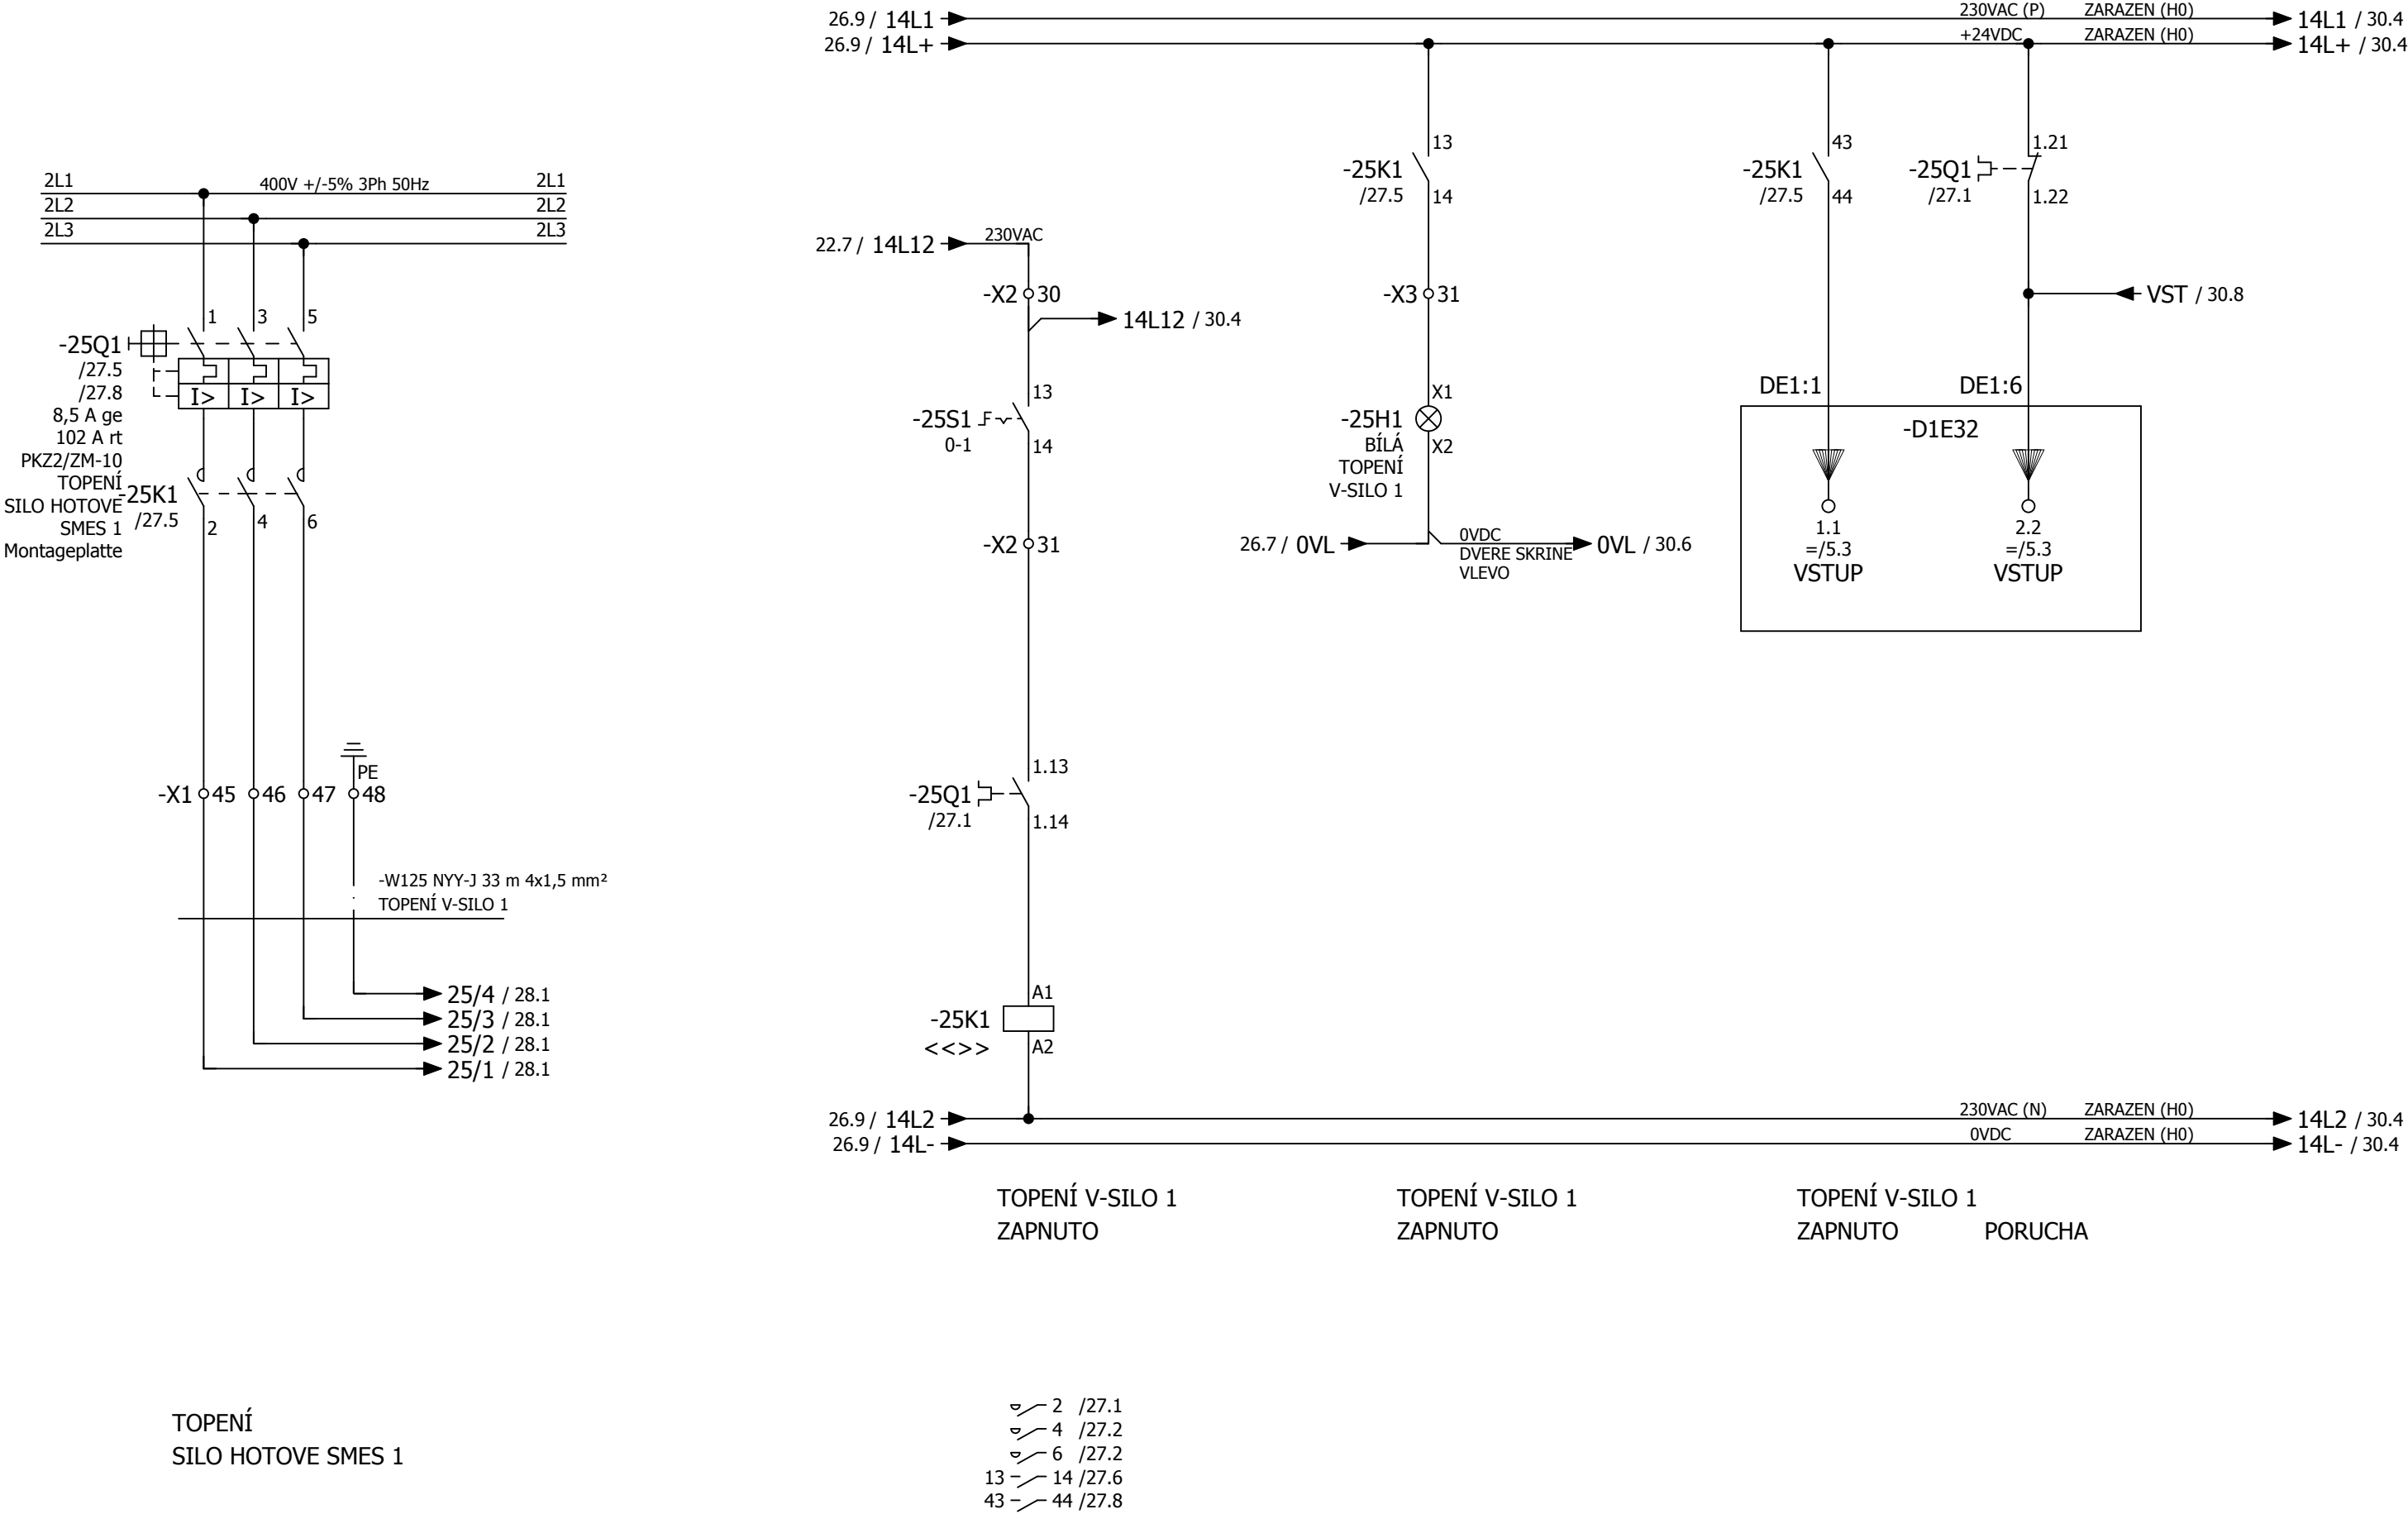 26.9 / 14L1
230VAC (P)
ZARAZEN (H0)
14L1 / 30.4
26.9 / 14L+
+24VDC
ZARAZEN (H0)
14L+ / 30.4
2L1
400V +/-5% 3Ph 50Hz
2L1
2L2
2L2
2L3
2L3
1
3
5
-25Q1
/27.5
/27.8
8,5 A ge
102 A rt
PKZ2/ZM-10
TOPENÍ
SILO HOTOVE
SMES 1
Montageplatte
I>
I>
I>
-25K1
/27.5
2
4
6
-X1
45
46
47
48
PE
-W125 NYY-J 33 m 4x1,5 mm²
TOPENÍ V-SILO 1
25/4 / 28.1
25/3 / 28.1
25/2 / 28.1
25/1 / 28.1
22.7 / 14L12
230VAC
-X2
30
14L12 / 30.4
13
-25S1
0-1
14
-X2
31
1.13
-25Q1
/27.1
1.14
A1
-25K1
<<>>
A2
13
-25K1
/27.5
14
-X3
31
X1
-25H1
BÍLÁ
TOPENÍ
V-SILO 1
X2
26.7 / 0VL
0VDC
DVERE SKRINE
VLEVO
0VL / 30.6
43
-25K1
/27.5
44
1.21
-25Q1
/27.1
1.22
VST / 30.8
DE1:1
DE1:6
-D1E32
1.1
=/5.3
VSTUP
2.2
=/5.3
VSTUP
26.9 / 14L2
230VAC (N)
ZARAZEN (H0)
14L2 / 30.4
26.9 / 14L-
0VDC
ZARAZEN (H0)
14L- / 30.4
TOPENÍ V-SILO 1
ZAPNUTO
TOPENÍ V-SILO 1
ZAPNUTO
TOPENÍ V-SILO 1
ZAPNUTO
PORUCHA
TOPENÍ
SILO HOTOVE SMES 1
2 /27.1
4 /27.2
6 /27.2
13 14 /27.6
43 44 /27.8